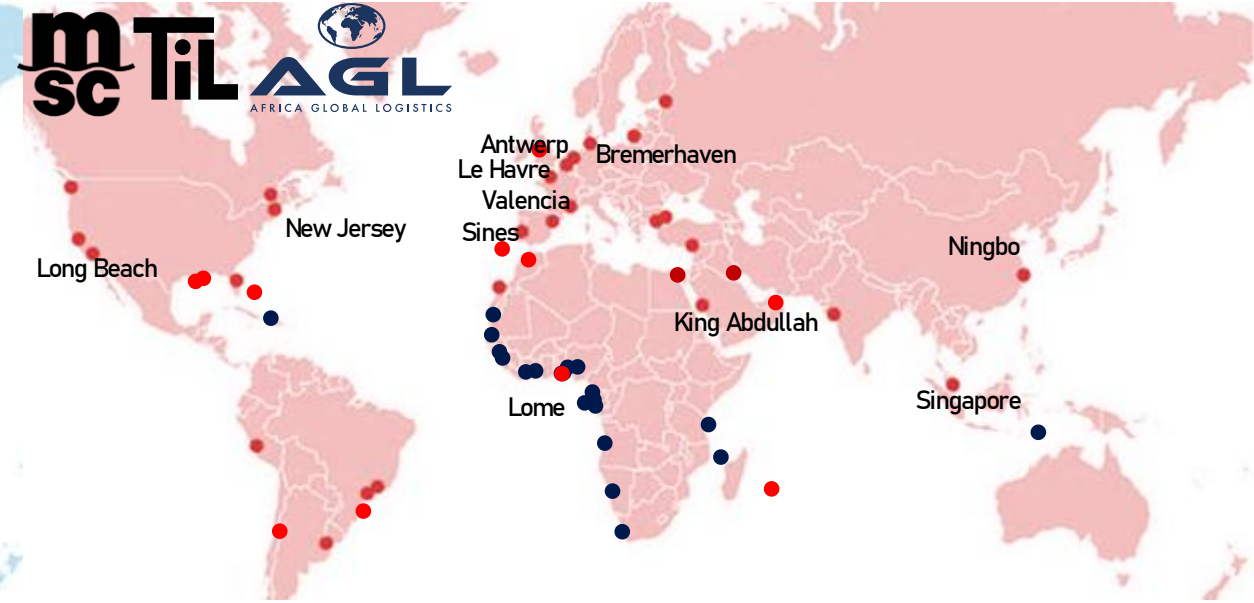 msc
TiL
AGL
AFRICA GLOBAL LOGISTICS
Antwerp
Bremerhaven
Le Havre
Valencia
New Jersey
Sines
Ningbo
Long Beach
King Abdullah
Singapore
Lome